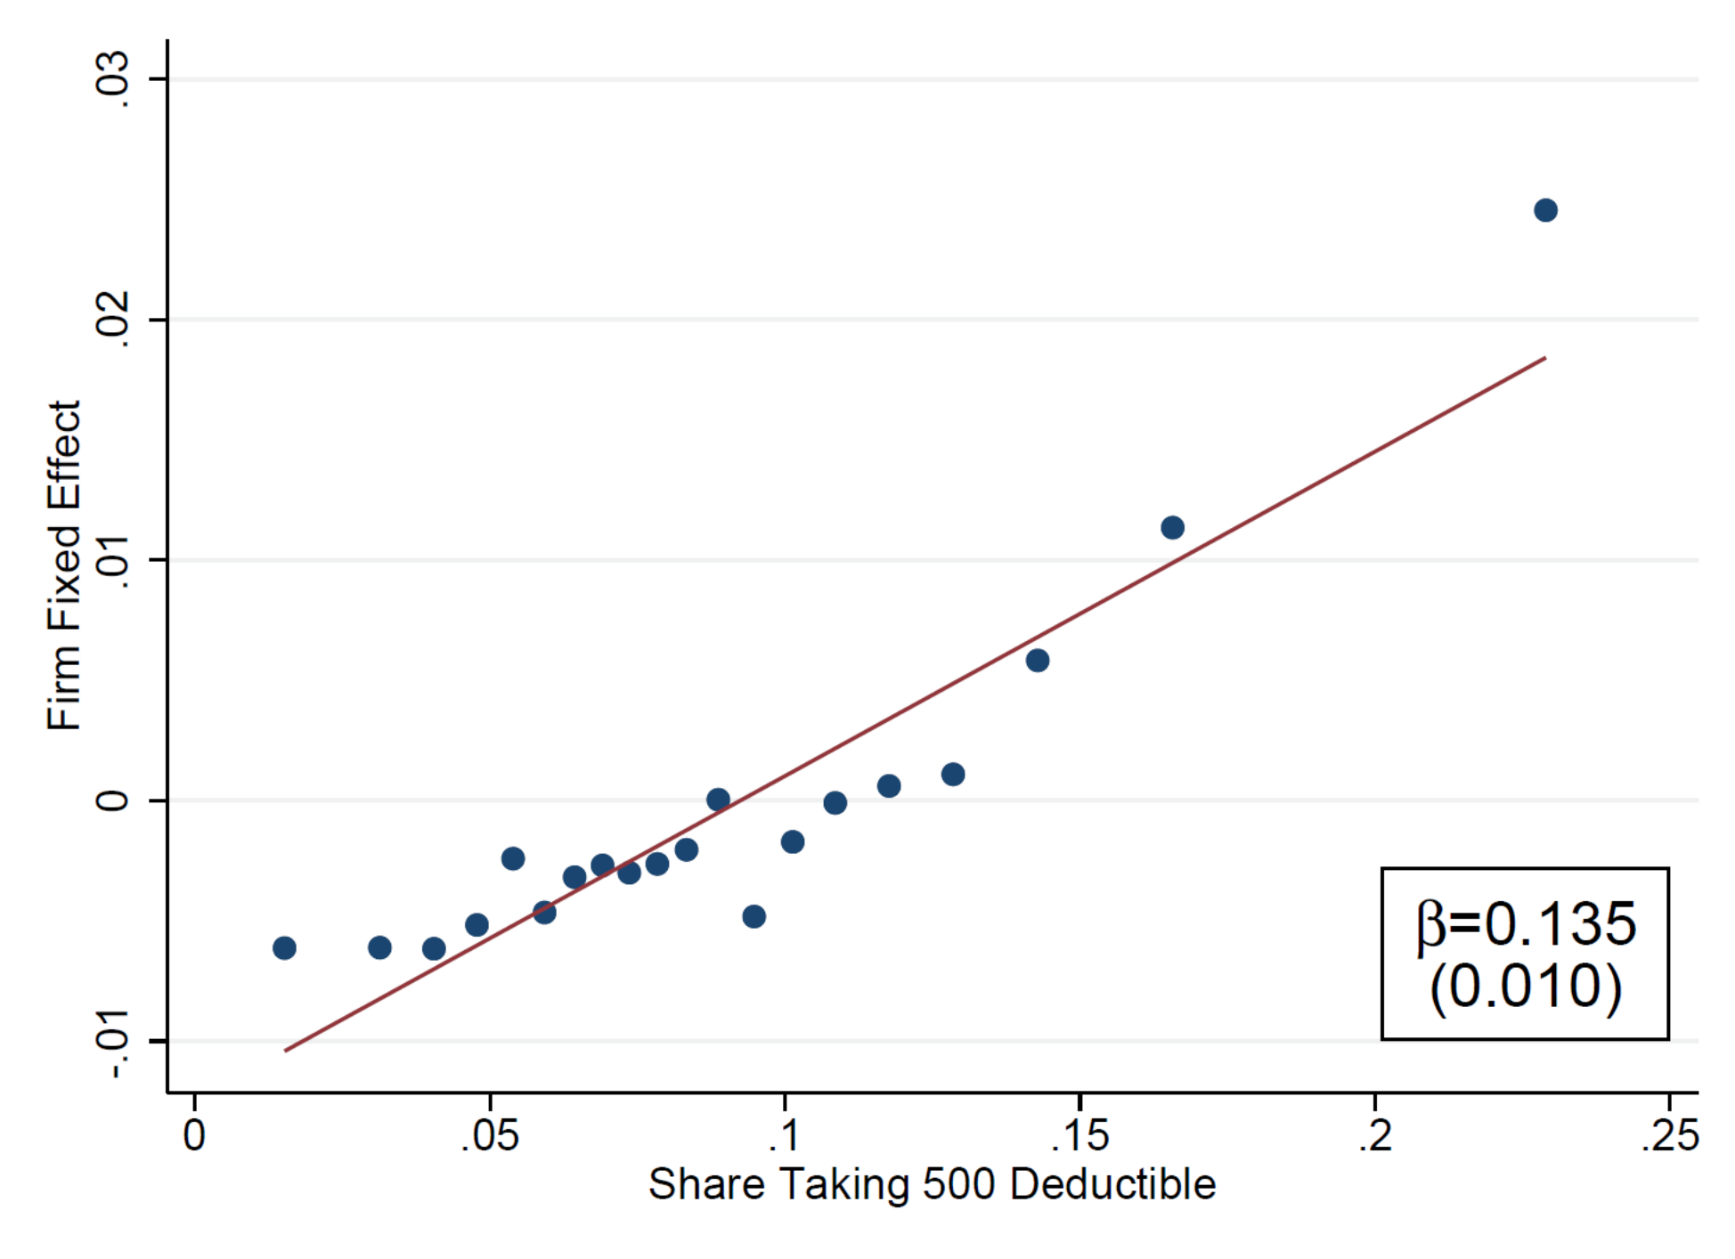 .03
.02
.01
0
-.01
Firm Fixed Effect
β=0.135
(0.010)
0 .05 .1 .15 .2 .25
Share Taking 500 Deductible